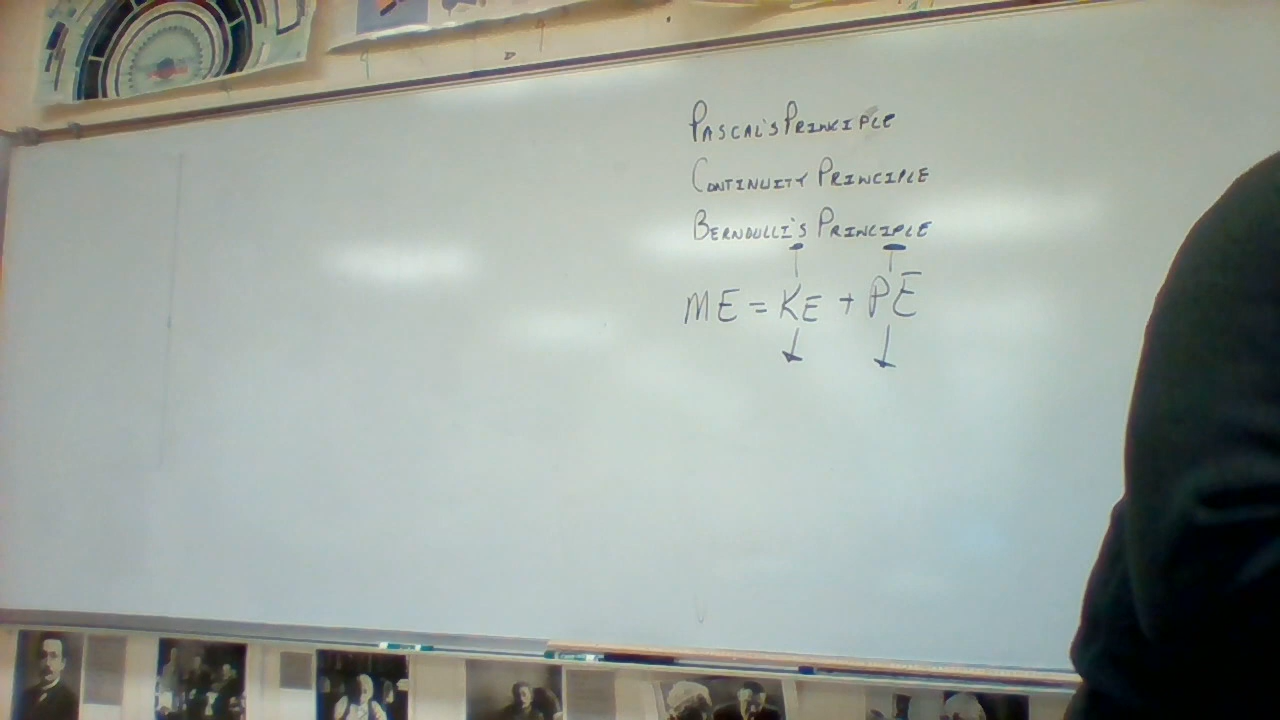 PASCAL'S PRINCIPLE
CONTINUITY PRINCIPLE
BERNOULLI'S PRINCIPLE
ME = KE + PE